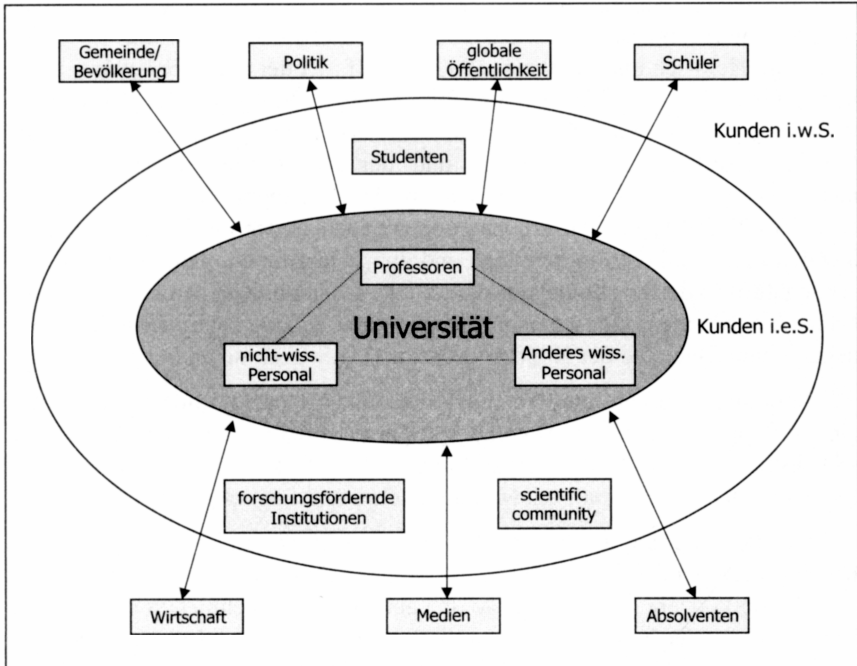 Gemeinde/
Bevölkerung
Politik
globale
Öffentlichkeit
Schüler
Kunden i.w.S.
Studenten
Professoren
Universität
Kunden i.e.S.
nicht-wiss.
Personal
Anderes wiss.
Personal
forschungsfördernde
Institutionen
scientific
community
Wirtschaft
Medien
Absolventen